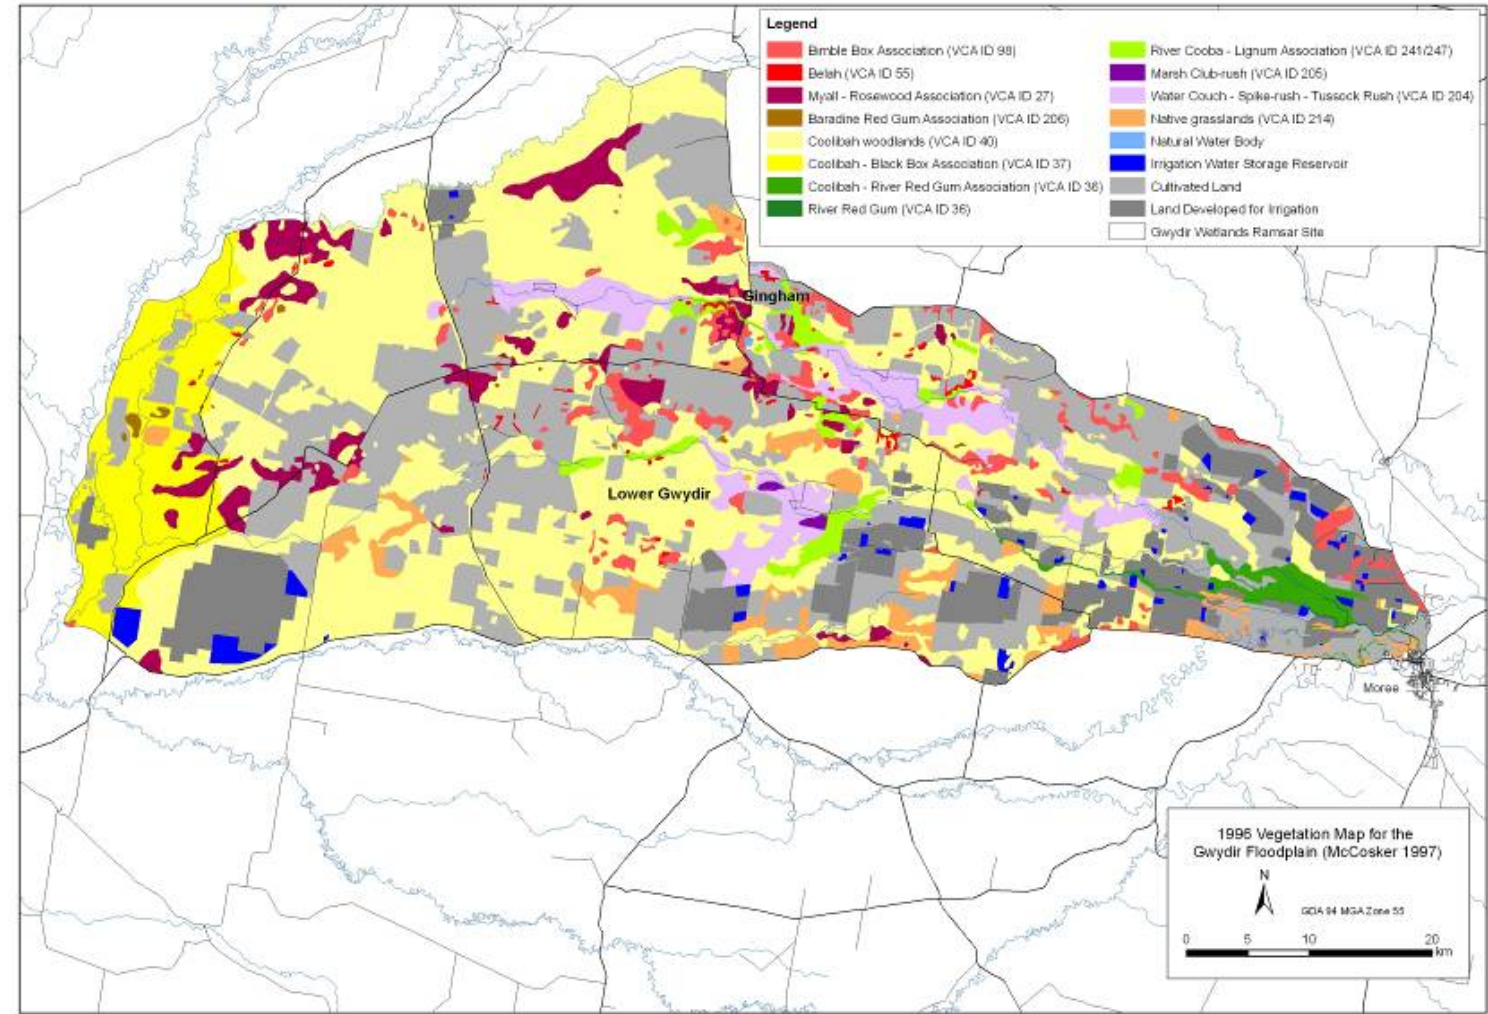 Legend
Bimble Box Association (VCA ID 98)
Belah (VCA ID 55)
Myall - Rosewood Association (VCA ID 27)
Baradine Red Gum Association (VCA ID 206)
Coolibah woodlands (VCA ID 40)
Coolibah - Black Box Association (VCA ID 37)
Coolibah - River Red Gum Association (VCA ID 36)
River Red Gum (VCA ID 36)
River Cooba - Lignum Association (VCA ID 241/247)
Marsh Club-rush (VCA ID 205)
Water Couch - Spike-rush - Tussock Rush (VCA ID 204)
Native grasslands (VCA ID 214)
Natural Water Body
Irrigation Water Storage Reservoir
Cultivated Land
Land Developed for Irrigation
Gwydir Wetlands Ramsar Site
Gingham
Lower Gwydir
Moree
1996 Vegetation Map for the
Gwydir Floodplain (McCosker 1997)
N
GDA 94 MGA Zone 55
0 5 10 20
km